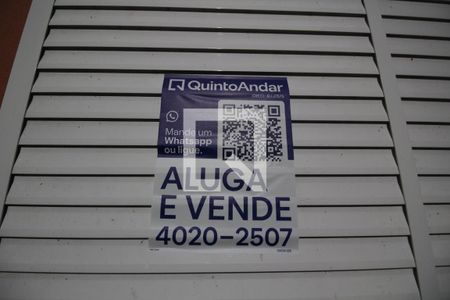 QuintoAndar
Mande um
Whatsapp
ou ligue.
ALUGA
E VENDE
4020-2507